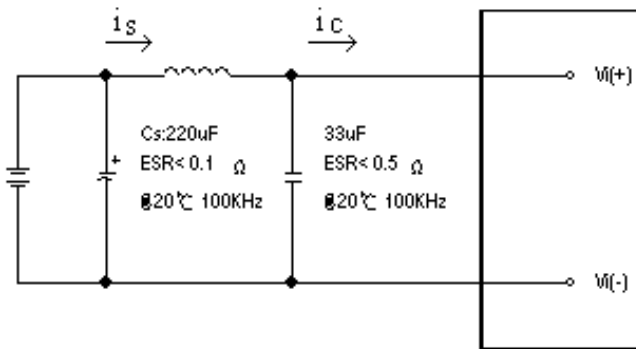 iS
iC
Vi(+)
Cs:220uF
ESR< 0.1 Ω
@20℃ 100KHz
33uF
ESR< 0.5 Ω
@20℃ 100KHz
+
Vi(-)